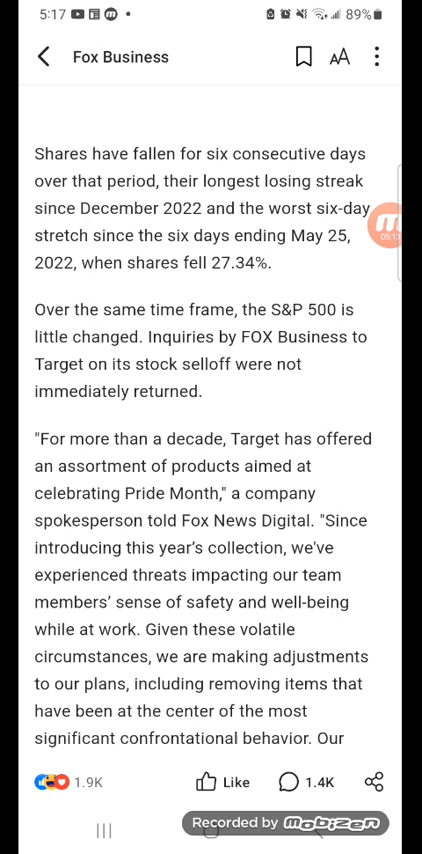 5:17 89%
Fox Business AA
Shares have fallen for six consecutive days
over that period, their longest losing streak
since December 2022 and the worst six-day
stretch since the six days ending May 25,
05:13
2022, when shares fell 27.34%.
Over the same time frame, the S&P 500 is
little changed. Inquiries by FOX Business to
Target on its stock selloff were not
immediately returned.
"For more than a decade, Target has offered
an assortment of products aimed at
celebrating Pride Month," a company
spokesperson told Fox News Digital. "Since
introducing this year’s collection, we've
experienced threats impacting our team
members’ sense of safety and well-being
while at work. Given these volatile
circumstances, we are making adjustments
to our plans, including removing items that
have been at the center of the most
significant confrontational behavior. Our
1.9K Like 1.4K
Recorded by mobizen